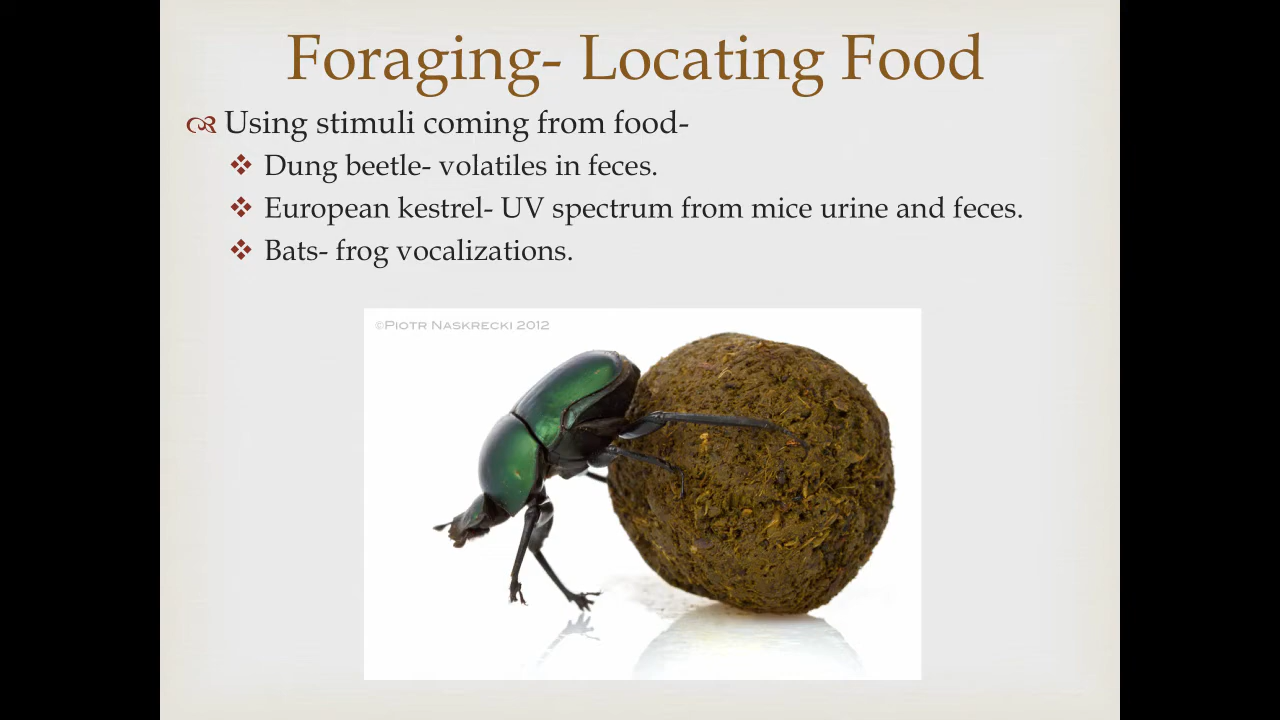 Foraging- Locating Food
Using stimuli coming from food-
Dung beetle- volatiles in feces.
European kestrel- UV spectrum from mice urine and feces.
Bats- frog vocalizations.
©Piotr Naskrecki 2012